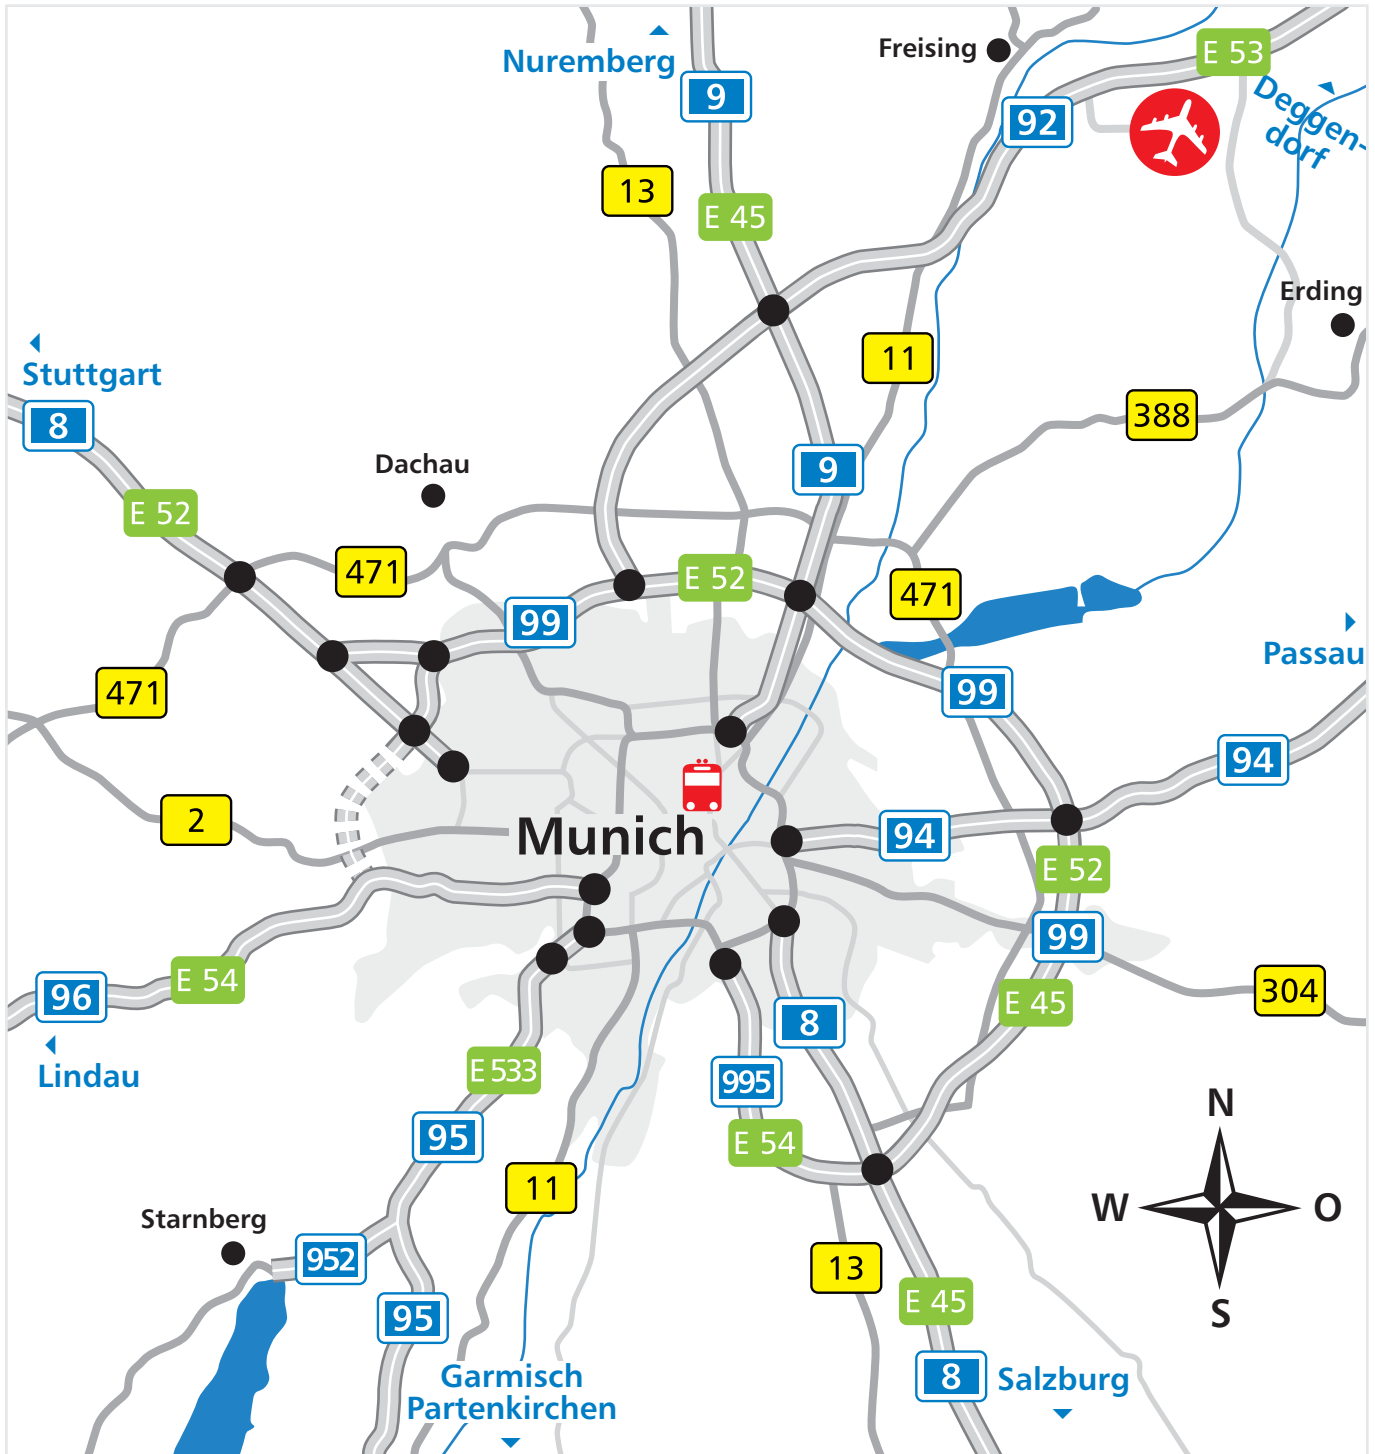 Freising
E 53
Nuremberg
9
92
Deggen-
dorf
13
E 45
Erding
11
Stuttgart
8
388
Dachau
9
E 52
471
E 52
471
99
Passau
471
99
94
2
Munich
94
E 52
99
E 54
96
304
E 45
8
Lindau
E 533
995
95
E 54
N
11
W
O
Starnberg
952
13
E 45
S
95
Garmisch
Partenkirchen
8
Salzburg